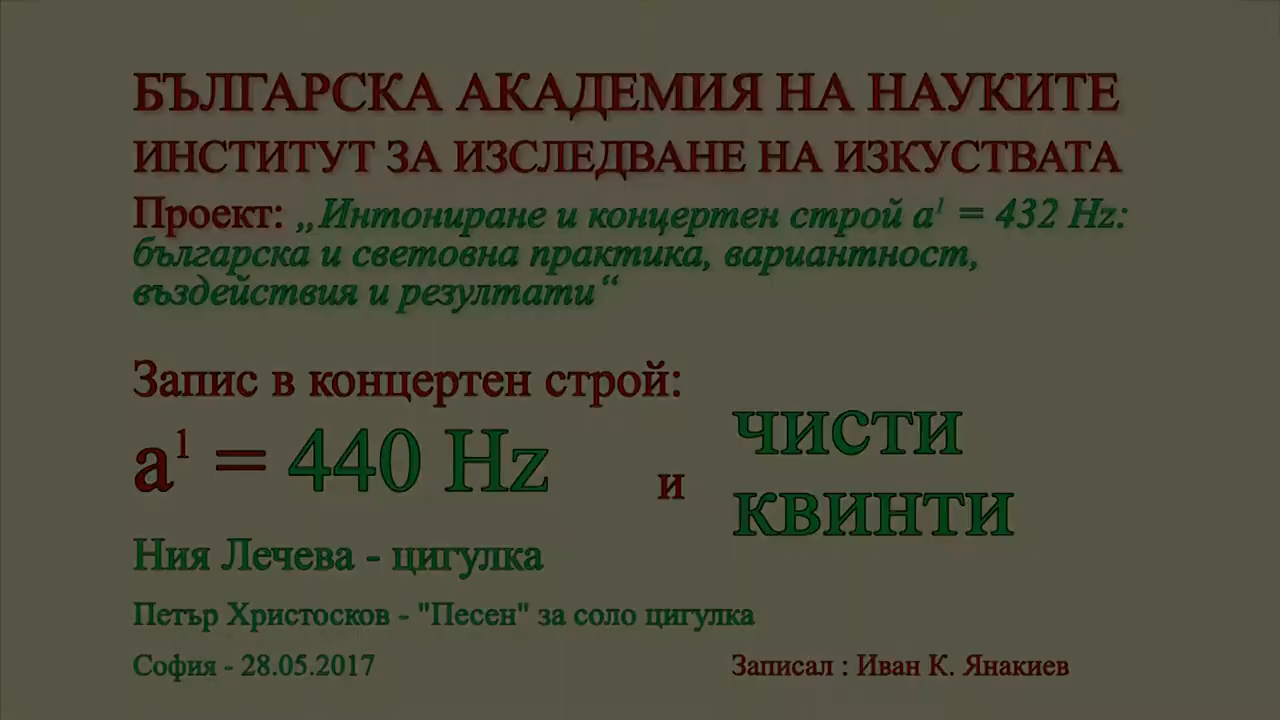 БЪЛГАРСКА АКАДЕМИЯ НА НАУКИТЕ
ИНСТИТУТ ЗА ИЗСЛЕДВАНЕ НА ИЗКУСТВАТА
Проект: „Интониране и концертен строй a¹ = 432 Hz:
българска и световна практика, вариантност,
въздействия и резултати“
Запис в концертен строй:
a¹ = 440 Hz и чисти квинти
Ния Лечева - цигулка
Петър Христосков - "Песен" за соло цигулка
София - 28.05.2017
Записал : Иван К. Янакиев